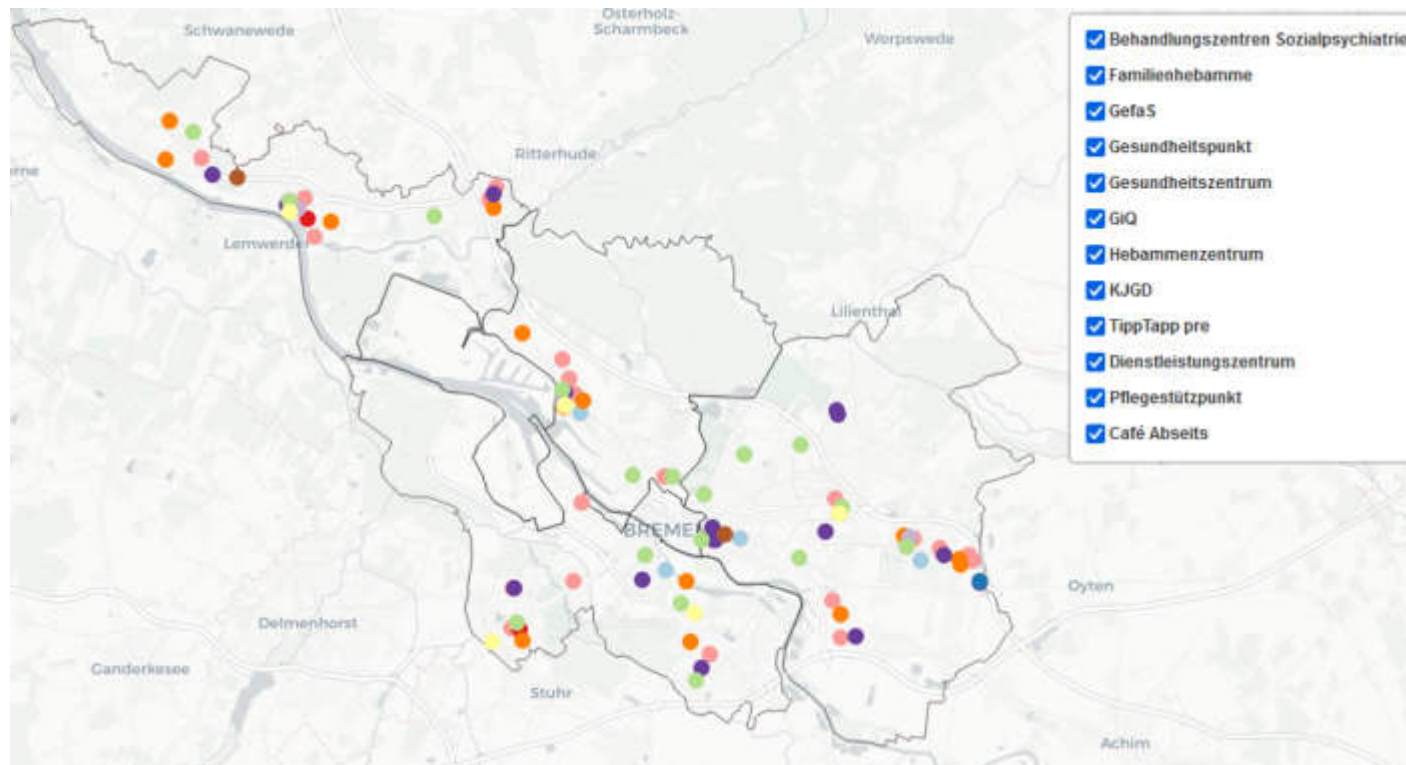 Schwanewede
Osterholz-
Scharmbeck
Worpswede
Ritterhude
Lemwerder
Lilienthal
BREMEN
Delmenhorst
Ganderkesee
Stuhr
Oyten
Achim
Behandlungszentren Sozialpsychiatrie
Familienhebamme
GefaS
Gesundheitspunkt
Gesundheitszentrum
GiQ
Hebammenzentrum
KJGD
TippTapp pre
Dienstleistungszentrum
Pflegestützpunkt
Café Abseits